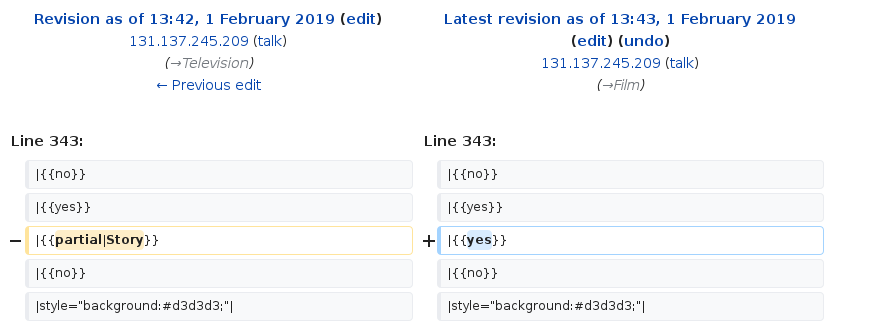 Revision as of 13:42, 1 February 2019 (edit)
131.137.245.209 (talk)
(→Television)
← Previous edit
Latest revision as of 13:43, 1 February 2019
(edit) (undo)
131.137.245.209 (talk)
(→Film)
Line 343:
Line 343:
|{{no}}
|{{no}}
|{{yes}}
|{{yes}}
− |{{partial|Story}}
+ |{{yes}}
|{{no}}
|{{no}}
|style="background:#d3d3d3;"|
|style="background:#d3d3d3;"|